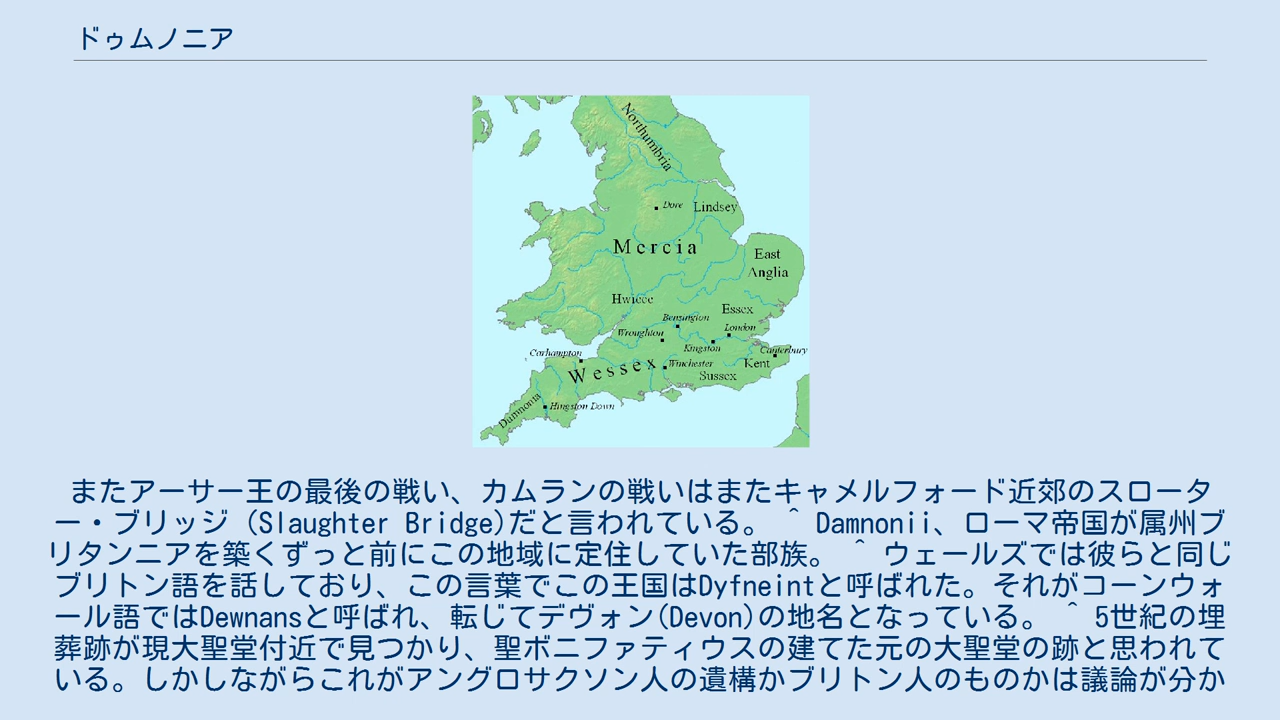 ドゥムノニア
Northumbria
Dore
Lindsey
Mercia
East
Anglia
Hwicce
Essex
Bensington
London
Wroughton
Kingston
Canterbury
Carhampton
Wessex
Winchester
Kent
Sussex
Damnonia
Hingston Down
またアーサー王の最後の戦い、カムランの戦いはまたキャメルフォード近郊のスロータ
ー・ブリッジ (Slaughter Bridge)だと言われている。 ^ Damnonii、ローマ帝国が属州ブ
リタンニアを築くずっと前にこの地域に定住していた部族。 ^ ウェールズでは彼らと同じ
ブリトン語を話しており、この言葉でこの王国はDyfneintと呼ばれた。それがコーンウォ
ール語ではDewnansと呼ばれ、転じてデヴォン(Devon)の地名となっている。 ^ 5世紀の埋
葬跡が現大聖堂付近で見つかり、聖ボニファティウスの建てた元の大聖堂の跡と思われて
いる。しかしながらこれがアングロサクソン人の遺構かブリトン人のものかは議論が分か